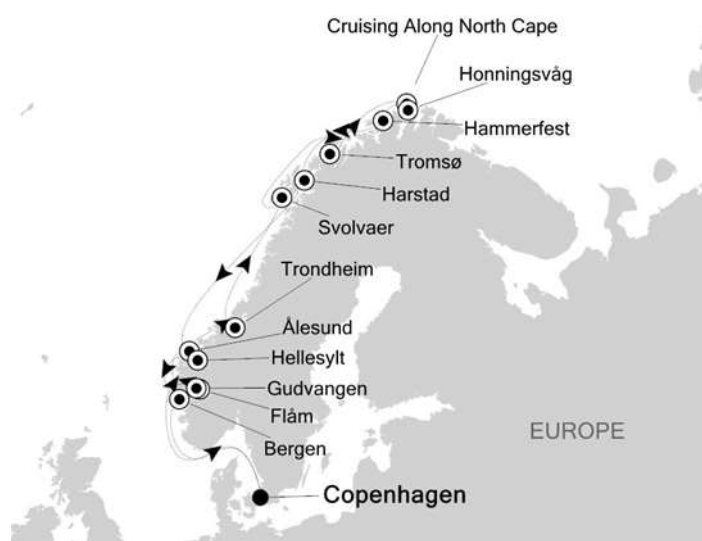 Cruising Along North Cape
Honningsvåg
Hammerfest
Tromsø
Harstad
Svolvaer
Trondheim
Ålesund
Hellesylt
Gudvangen
Flåm
Bergen
EUROPE
Copenhagen